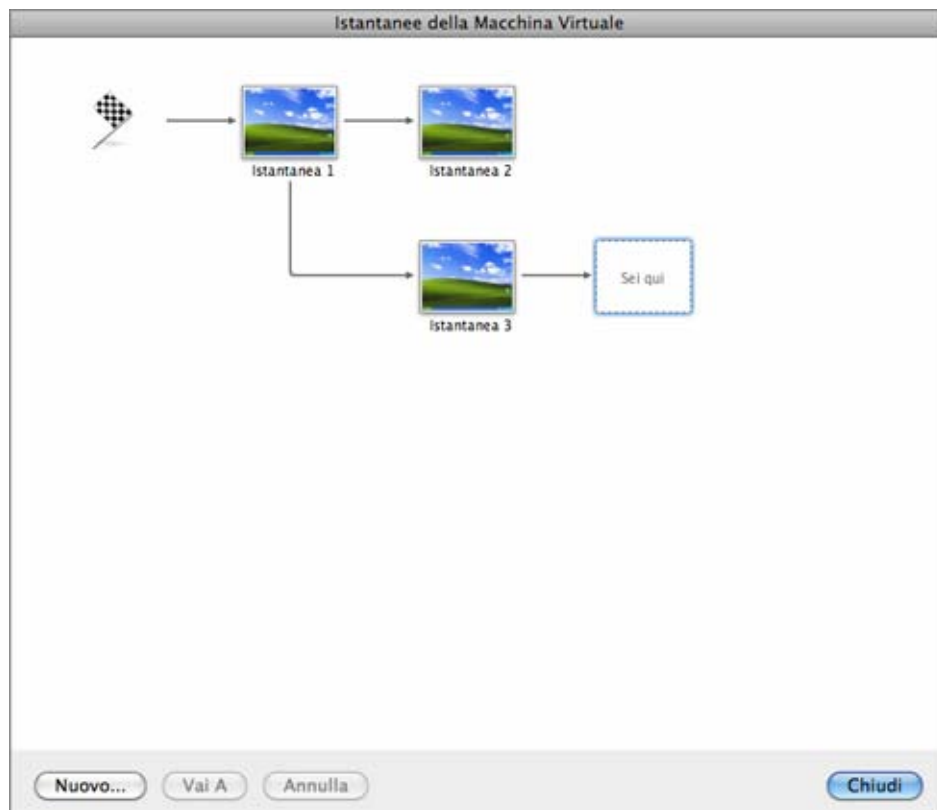 Istantanee della Macchina Virtuale
Istantanea 1
Istantanea 2
Istantanea 3
Sei qui
Nuovo...
Vai A
Annulla
Chiudi